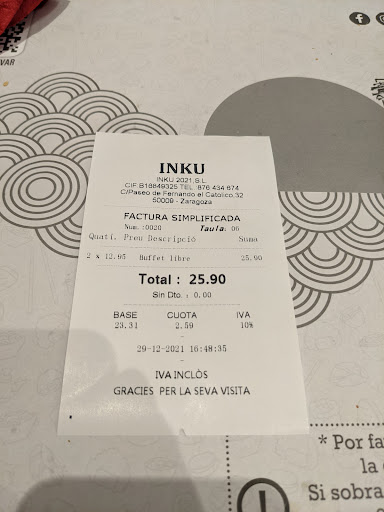 VAR
INKU
INKU 2021,S.L.
CIF.B16849325 TEL. 876 434 674
C/Paseo de Fernando el Catolico,32
50009 - Zaragoza
FACTURA SIMPLIFICADA
Num.:0020 Taula: 06
Quati. Preu Descripció Suma
2 x 12.95 Buffet libre 25.90
Total : 25.90
Sin Dto. : 0.00
BASE CUOTA IVA
23.31 2.59 10%
-
29-12-2021 16:48:35
-
IVA INCLÒS
GRACIES PER LA SEVA VISITA
* Por fa
la
Si sobra